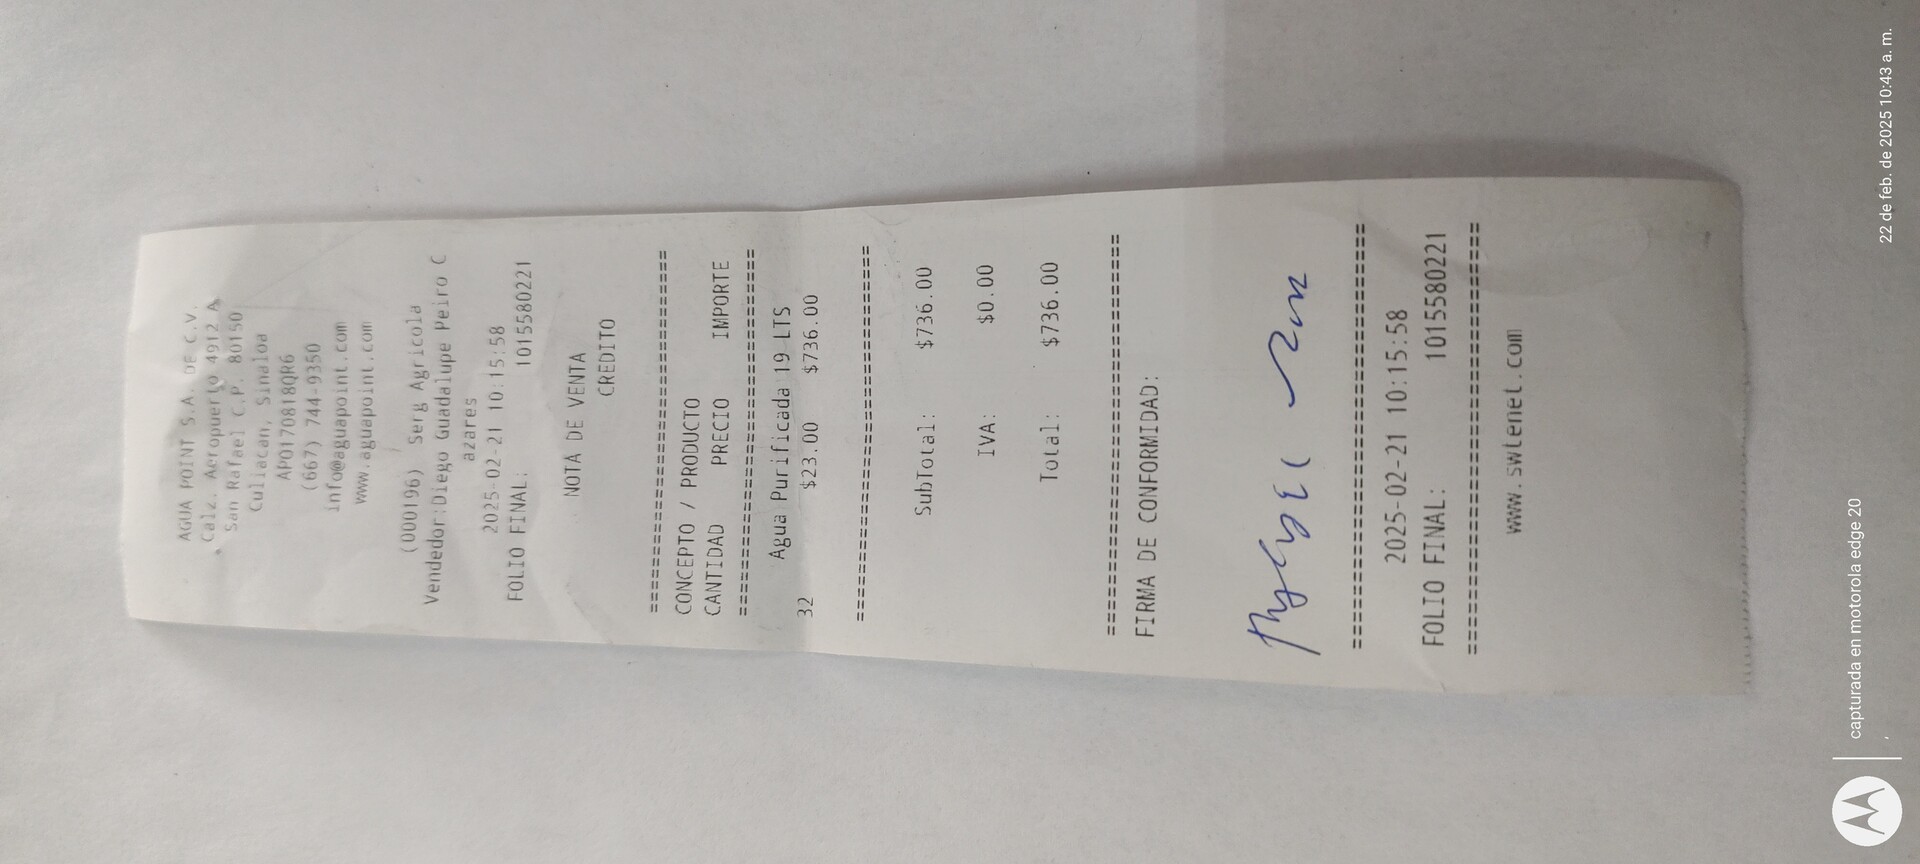 AGUA POINT S.A. DE C.V.
Calz. Aeropuerto 4912 A
San Rafael C.P. 80150
Culiacan, Sinaloa
APO170818QR6
(667) 744-9350
info@aguapoint.com
www.aguapoint.com
(000196) Serg Agricola
Vendedor:Diego Guadalupe Peiro C
azares
2025-02-21 10:15:58
FOLIO FINAL: 1015580221
NOTA DE VENTA
CREDITO
================================
CONCEPTO / PRODUCTO
CANTIDAD PRECIO IMPORTE
================================
Agua Purificada 19 LTS
32 $23.00 $736.00
================================
SubTotal: $736.00
IVA: $0.00
Total: $736.00
================================
FIRMA DE CONFORMIDAD:
================================
2025-02-21 10:15:58
FOLIO FINAL: 1015580221
================================
www.swtenet.com
capturada en motorola edge 20
22 de feb. de 2025 10:43 a. m.